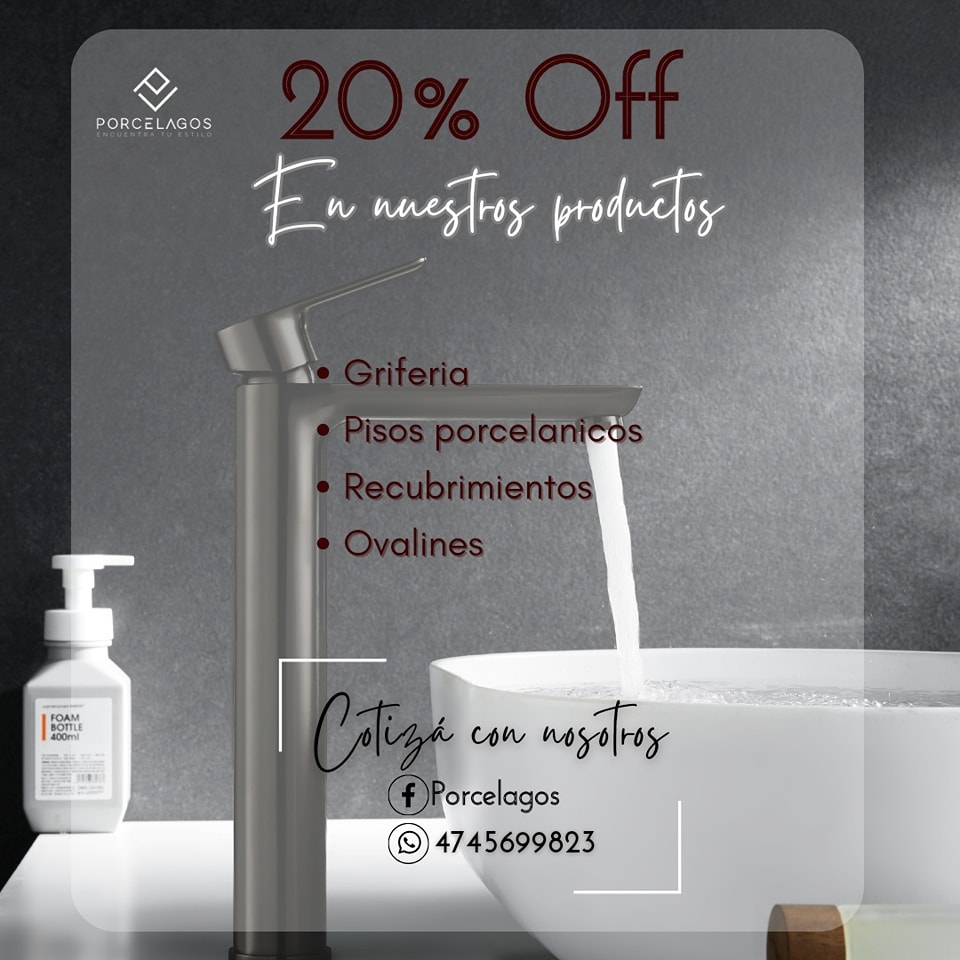 PORCELAGOS
ENCUENTRA TU ESTILO
20% Off
En nuestros productos
• Griferia
• Pisos porcelanicos
• Recubrimientos
• Ovalines
FOAM
BOTTLE
400ml
Cotizá con nosotros
Porcelagos
4745699823